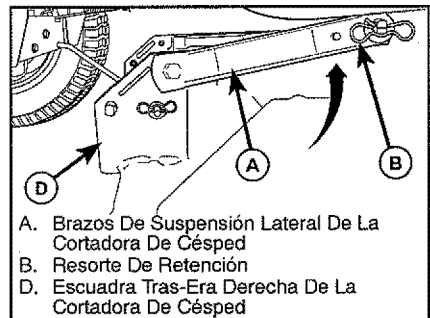 D
A
B
A. Brazos De Suspensión Lateral De La
Cortadora De Césped
B. Resorte De Retención
D. Escuadra Tras-Era Derecha De La
Cortadora De Césped